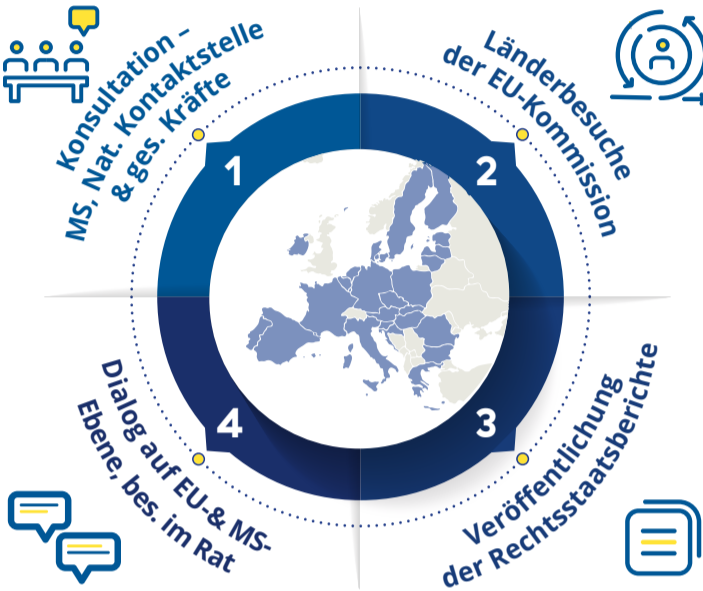 Konsultation –
MS, Nat. Kontaktstelle
& ges. Kräfte
1
Länderbesuche
der EU-Kommission
2
Veröffentlichung
der Rechtsstaatsberichte
3
Dialog auf EU-& MS-
Ebene, bes. im Rat
4